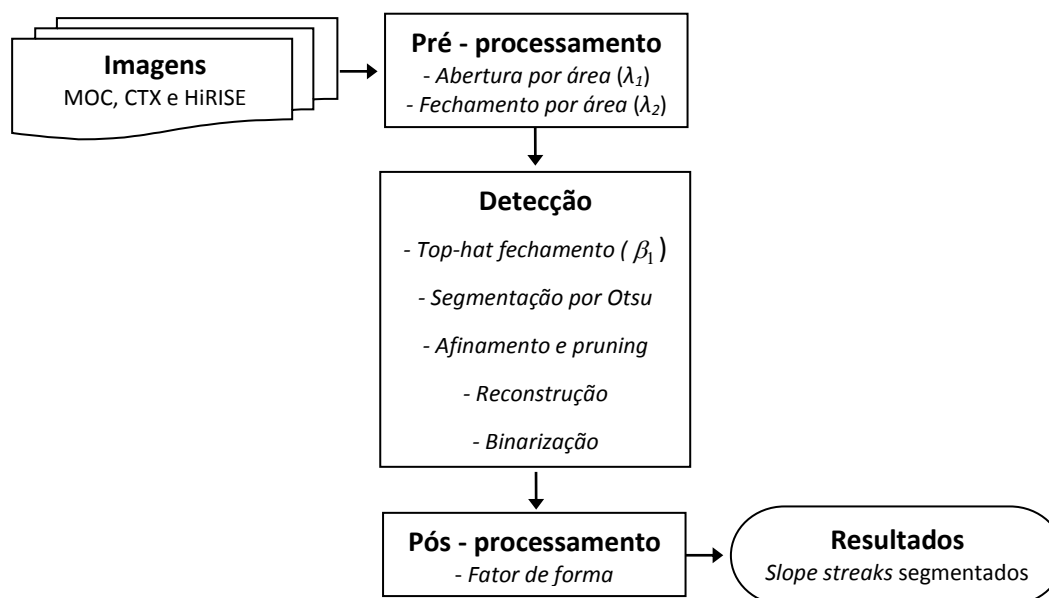 Imagens
MOC, CTX e HiRISE
Pré - processamento
- Abertura por área (λ₁)
- Fechamento por área (λ₂)
Detecção
- Top-hat fechamento ( β₁ )
- Segmentação por Otsu
- Afinamento e pruning
- Reconstrução
- Binarização
Pós - processamento
- Fator de forma
Resultados
Slope streaks segmentados